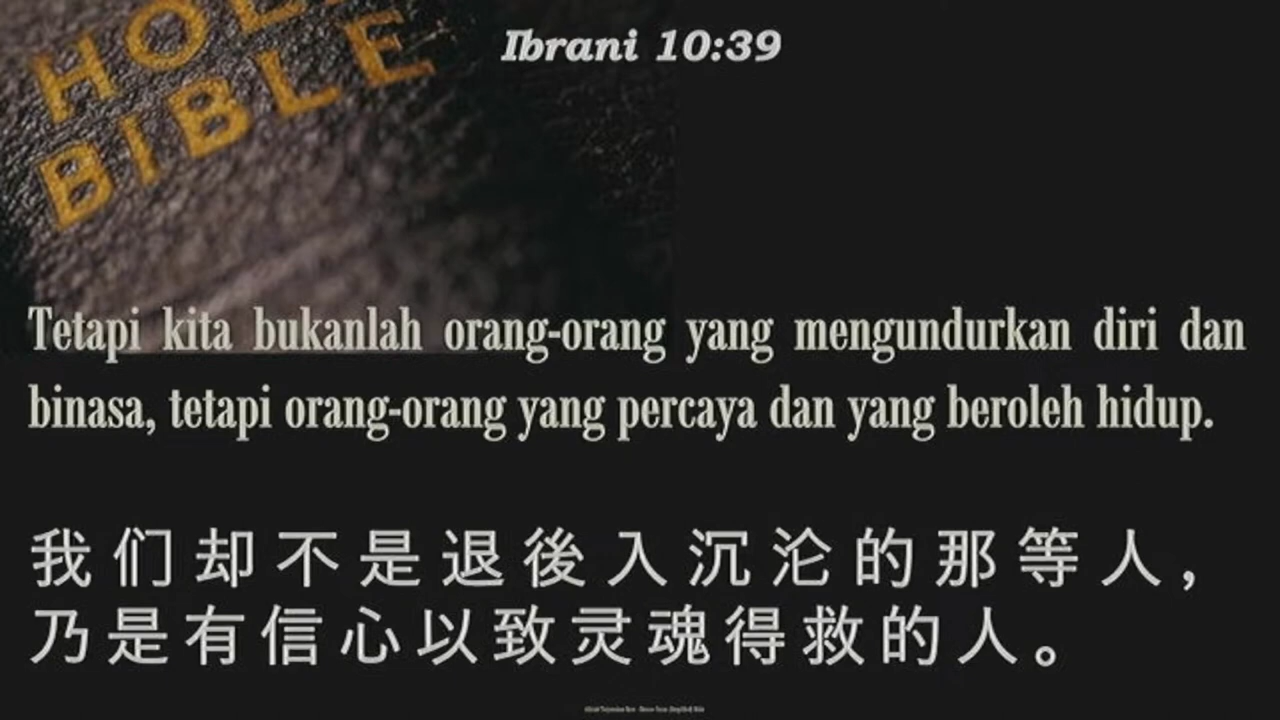 HOL
BIBLE
Ibrani 10:39
Tetapi kita bukanlah orang-orang yang mengundurkan diri dan
binasa, tetapi orang-orang yang percaya dan yang beroleh hidup.
我们却不是退後入沉沦的那等人，
乃是有信心以致灵魂得救的人。